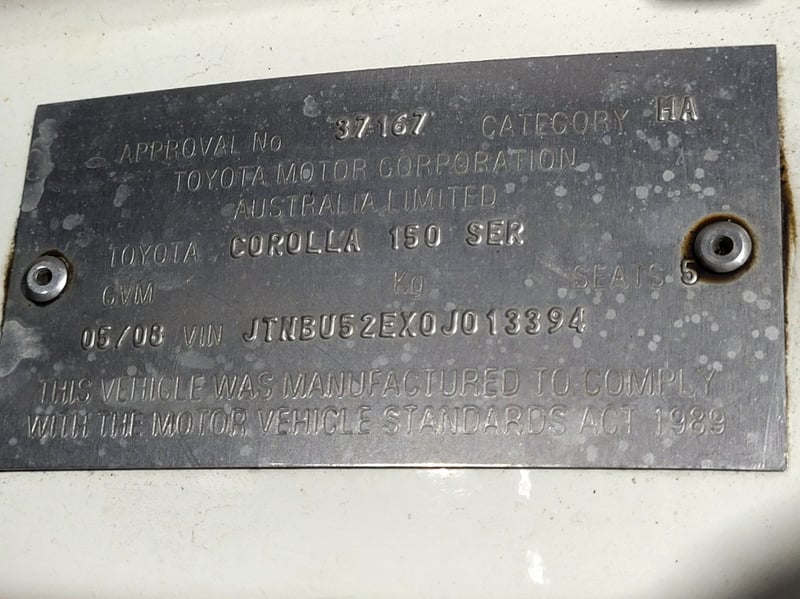 APPROVAL No 37167 CATEGORY MA
TOYOTA MOTOR CORPORATION
AUSTRALIA LIMITED
TOYOTA COROLLA 150 SER
GVM Kg SEATS 5
05/08 VIN JTNBU52EX0J013394
THIS VEHICLE WAS MANUFACTURED TO COMPLY
WITH THE MOTOR VEHICLE STANDARDS ACT 1989